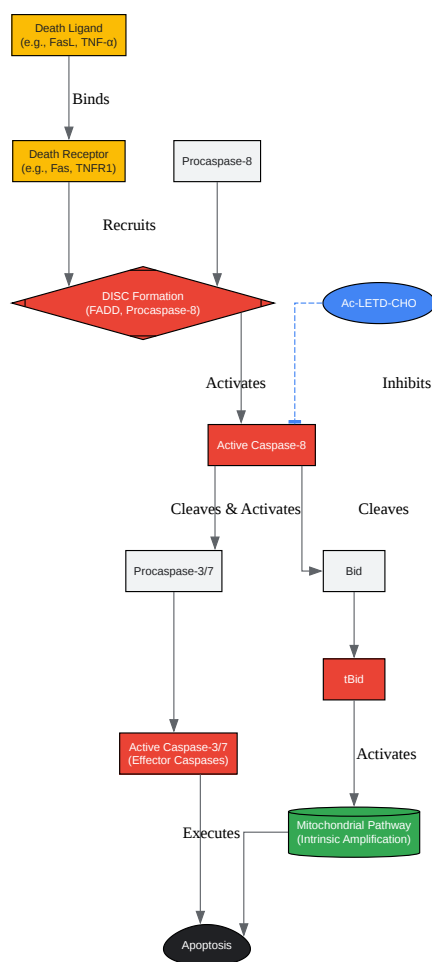 Death Ligand
(e.g., FasL, TNF-α)
Binds
Death Receptor
(e.g., Fas, TNFR1)
Procaspase-8
Recruits
DISC Formation
(FADD, Procaspase-8)
Ac-LETD-CHO
Activates
Inhibits
Active Caspase-8
Cleaves & Activates
Cleaves
Procaspase-3/7
Bid
tBid
Active Caspase-3/7
(Effector Caspases)
Activates
Mitochondrial Pathway
(Intrinsic Amplification)
Executes
Apoptosis